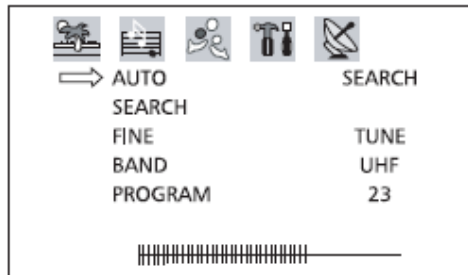 AUTO SEARCH
SEARCH
FINE TUNE
BAND UHF
PROGRAM 23